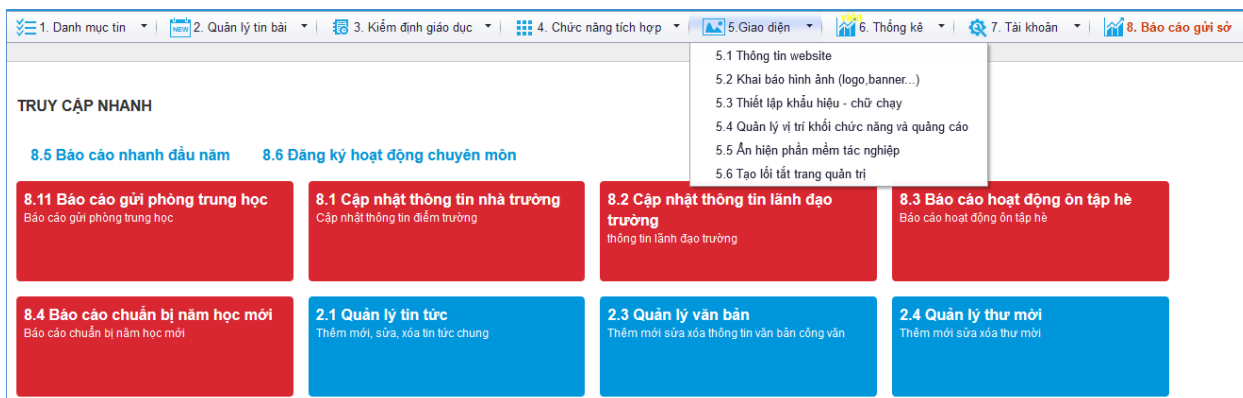 1. Danh mục tin
NEW 2. Quản lý tin bài
3. Kiểm định giáo dục
4. Chức năng tích hợp
5.Giao diện
6. Thống kê
7. Tài khoản
8. Báo cáo gửi sở
5.1 Thông tin website
5.2 Khai báo hình ảnh (logo,banner...)
5.3 Thiết lập khẩu hiệu - chữ chạy
5.4 Quản lý vị trí khối chức năng và quảng cáo
5.5 Ẩn hiện phần mềm tác nghiệp
5.6 Tạo lối tắt trang quản trị
TRUY CẬP NHANH
8.5 Báo cáo nhanh đầu năm
8.6 Đăng ký hoạt động chuyên môn
8.11 Báo cáo gửi phòng trung học
Báo cáo gửi phòng trung học
8.1 Cập nhật thông tin nhà trường
Cập nhật thông tin điểm trường
8.2 Cập nhật thông tin lãnh đạo
trường
thông tin lãnh đạo trường
8.3 Báo cáo hoạt động ôn tập hè
Báo cáo hoạt động ôn tập hè
8.4 Báo cáo chuẩn bị năm học mới
Báo cáo chuẩn bị năm học mới
2.1 Quản lý tin tức
Thêm mới, sửa, xóa tin tức chung
2.3 Quản lý văn bản
Thêm mới sửa xóa thông tin văn bản công văn
2.4 Quản lý thư mời
Thêm mới sửa xóa thư mời